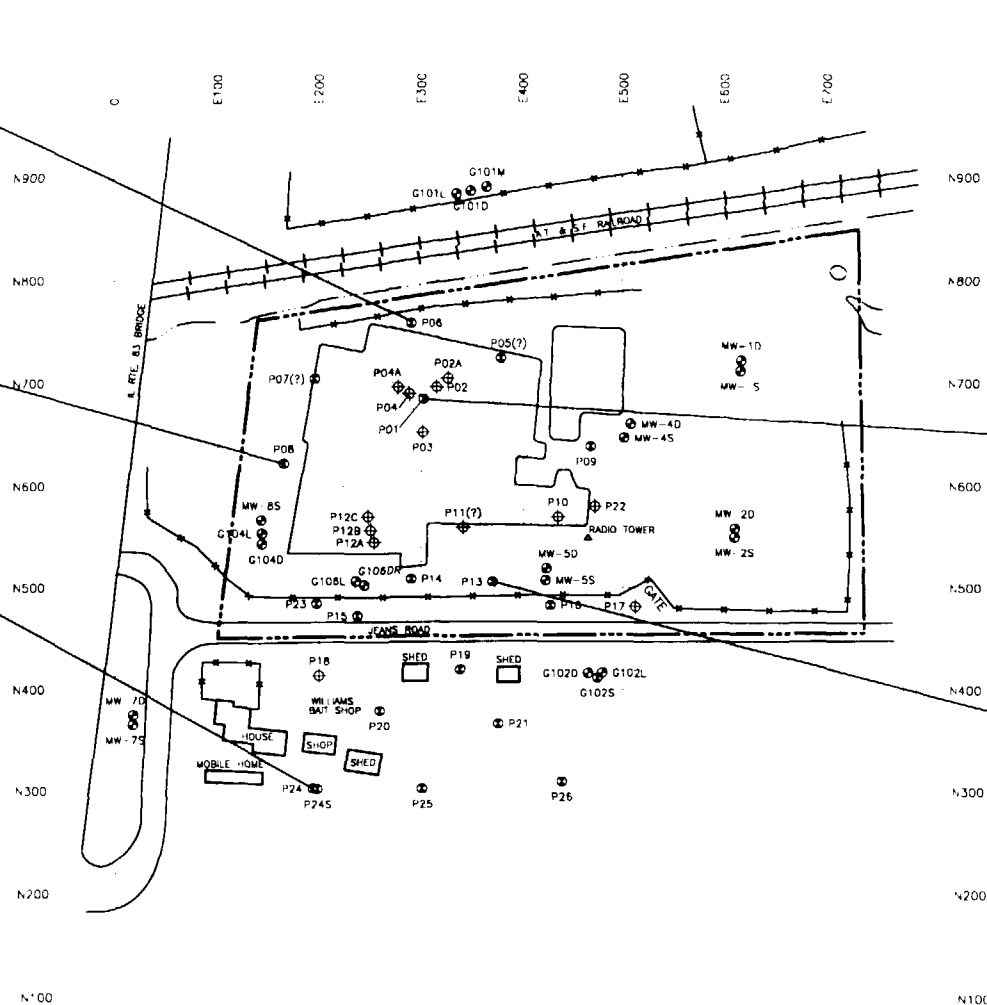 0
E100
E200
E300
E400
E500
E600
E700
N900
N900
G101M
G101L
G101D
A.T. & S.F. RAILROAD
N800
N800
IL RTE 83 BRIDGE
P06
P05(?)
MW-1D
MW- S
N700
N700
P07(?)
P04A
P02A
P02
P04
P01
P03
MW-4D
MW-4S
P09
P08
N600
N600
MW-8S
G104L
G104D
P12C
P12B
P12A
P11(?)
P10
P22
RADIO TOWER
MW 2D
MW-2S
MW-5D
MW-5S
G106L
G106DR
P14
P13
N500
N500
P23
P15
P16
P17
GATE
JEANS ROAD
P18
SHED
P19
SHED
G102D
G102L
G102S
N400
N400
WILLIAMS
BAIT SHOP
P20
P21
MW 7D
MW-7S
HOUSE
SHOP
SHED
MOBILE HOME
P24
P24S
P25
P26
N300
N300
N200
N200
N100
N100